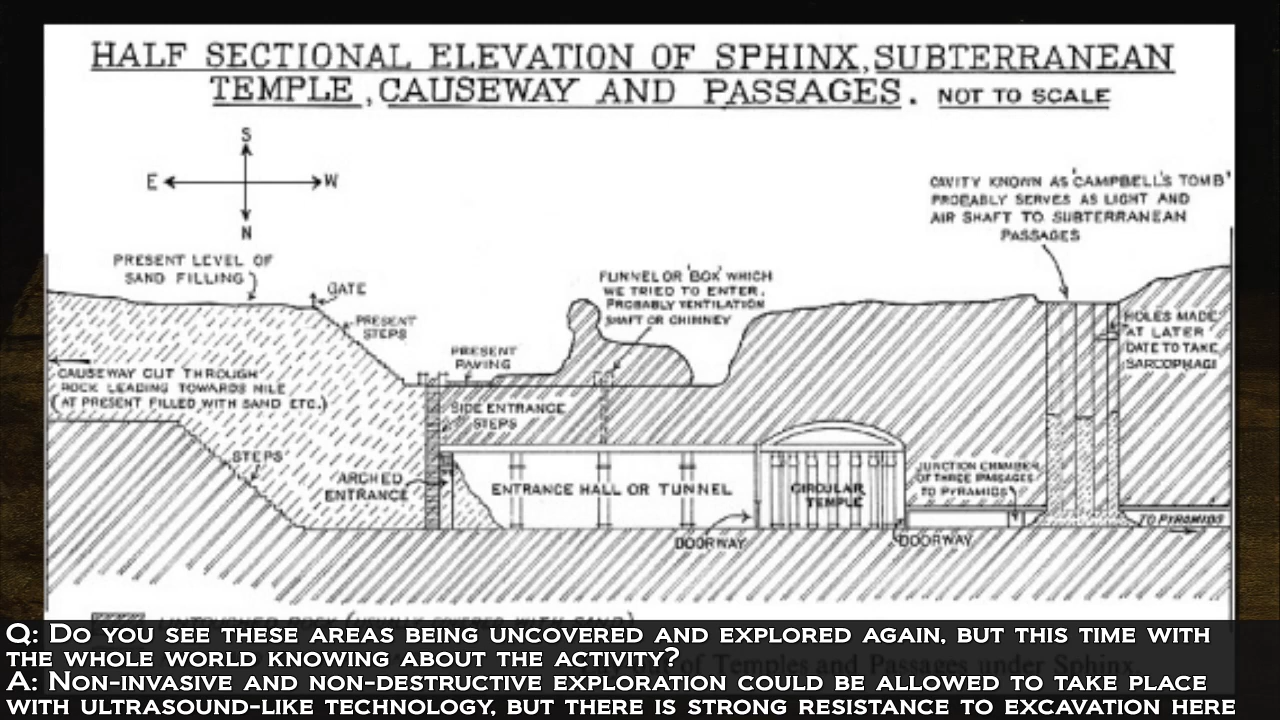 HALF SECTIONAL ELEVATION OF SPHINX, SUBTERRANEAN
TEMPLE, CAUSEWAY AND PASSAGES. NOT TO SCALE
S
E
W
N
CAVITY KNOWN AS 'CAMPBELL'S TOMB'
PROBABLY SERVES AS LIGHT AND
AIR SHAFT TO SUBTERRANEAN
PASSAGES
PRESENT LEVEL OF
SAND FILLING
GATE
PRESENT
STEPS
FUNNEL OR 'BOX' WHICH
WE TRIED TO ENTER.
PROBABLY VENTILATION
SHAFT OR CHIMNEY
HOLES MADE
AT LATER
DATE TO TAKE
SARCOPHAGI
PRESENT
PAVING
CAUSEWAY CUT THROUGH
ROCK LEADING TOWARDS NILE
(AT PRESENT FILLED WITH SAND ETC.)
SIDE ENTRANCE
STEPS
STEPS
ARCHED
ENTRANCE
ENTRANCE HALL OR TUNNEL
CIRCULAR
TEMPLE
JUNCTION CHAMBER
OF THREE PASSAGES
TO PYRAMIDS
TO PYRAMIDS
DOORWAY
DOORWAY
of Temples and Passages under Sphinx.
Q: Do you see these areas being uncovered and explored again, but this time with
the whole world knowing about the activity?
A: Non-invasive and non-destructive exploration could be allowed to take place
with ultrasound-like technology, but there is strong resistance to excavation here